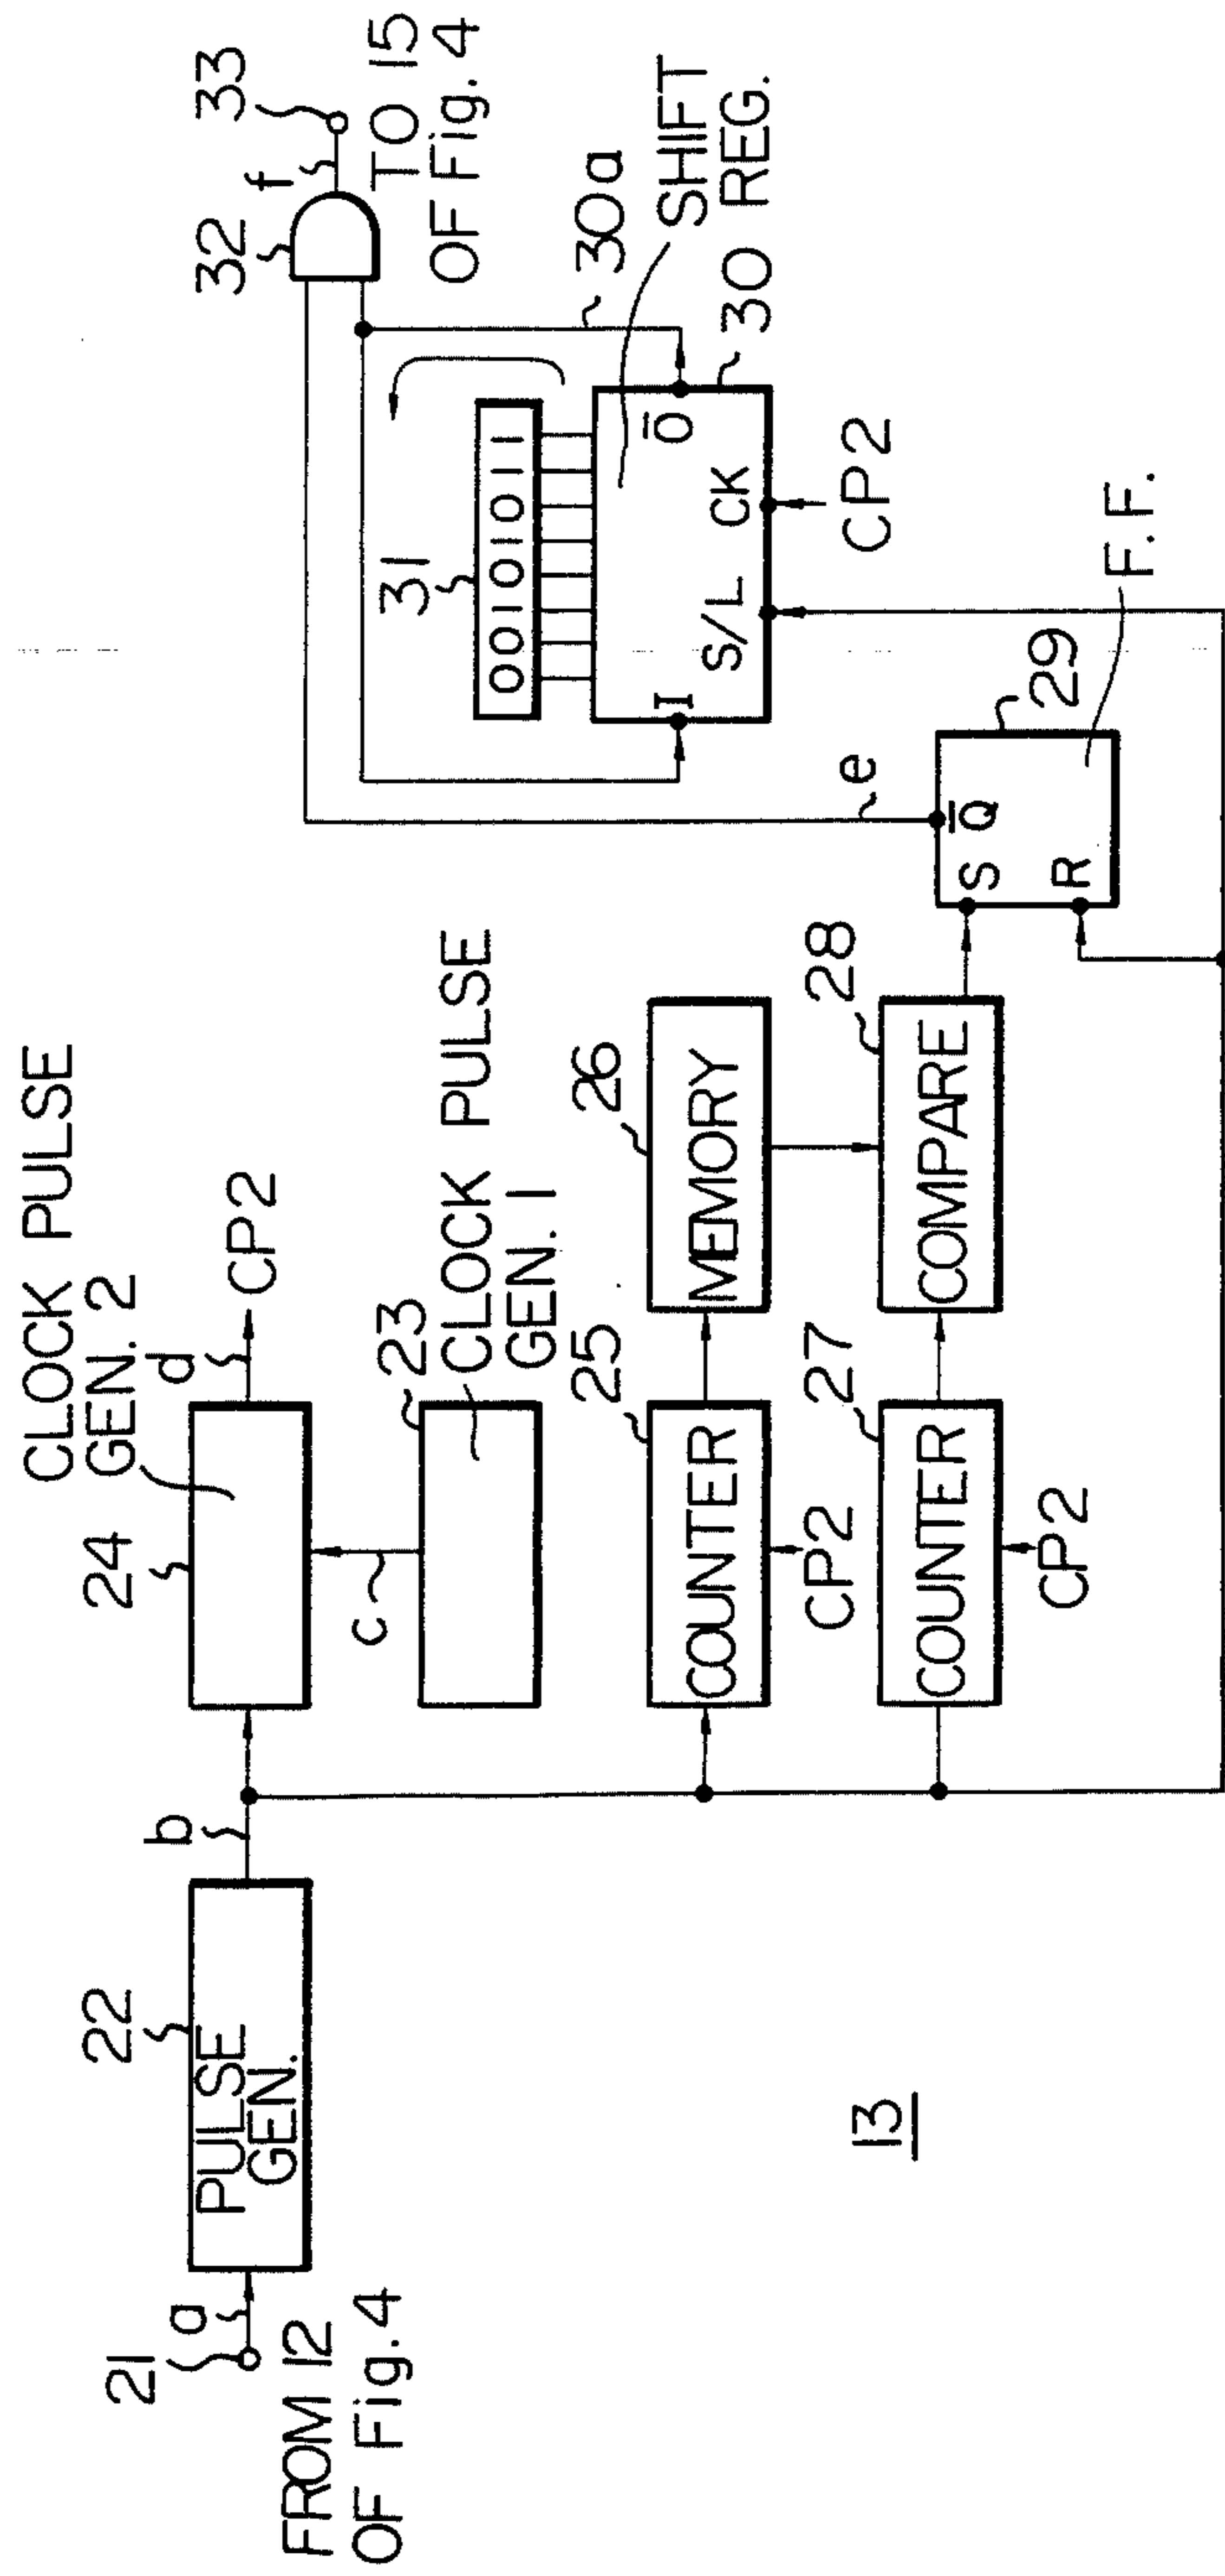 CLOCK PULSE
GEN. 2
24
d
CP2
22
PULSE
GEN.
b
21
a
FROM 12
OF Fig. 4
c
23
CLOCK PULSE
GEN. 1
25
COUNTER
CP2
26
MEMORY
27
COUNTER
CP2
28
COMPARE
S
R
Q̅
29
F. F.
e
31
00101011
I
O̅
S/L
CK
CP2
30
SHIFT
REG.
30a
32
f
33
TO 15
OF Fig. 4
13